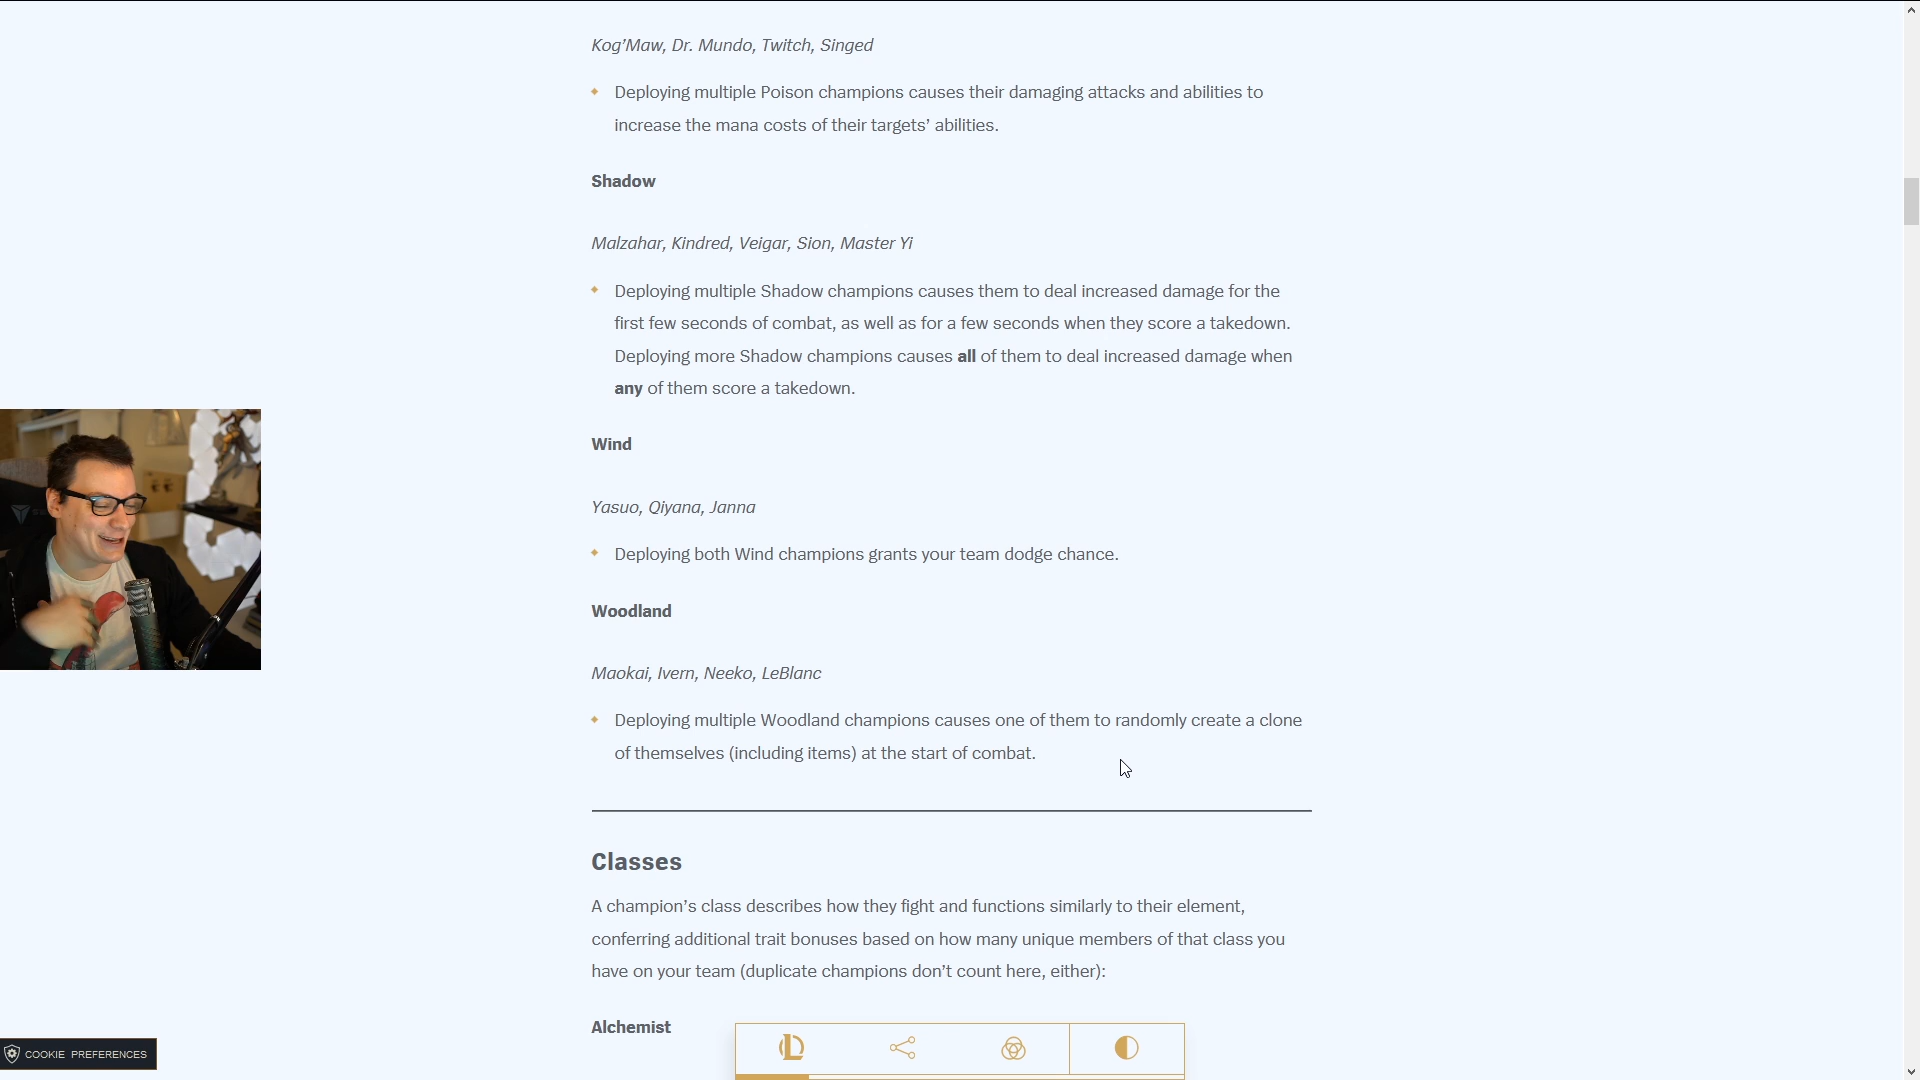 Kog’Maw, Dr. Mundo, Twitch, Singed
Deploying multiple Poison champions causes their damaging attacks and abilities to
increase the mana costs of their targets’ abilities.
Shadow
Malzahar, Kindred, Veigar, Sion, Master Yi
Deploying multiple Shadow champions causes them to deal increased damage for the
first few seconds of combat, as well as for a few seconds when they score a takedown.
Deploying more Shadow champions causes all of them to deal increased damage when
any of them score a takedown.
Wind
Yasuo, Qiyana, Janna
Deploying both Wind champions grants your team dodge chance.
Woodland
Maokai, Ivern, Neeko, LeBlanc
Deploying multiple Woodland champions causes one of them to randomly create a clone
of themselves (including items) at the start of combat.
Classes
A champion’s class describes how they fight and functions similarly to their element,
conferring additional trait bonuses based on how many unique members of that class you
have on your team (duplicate champions don’t count here, either):
Alchemist
COOKIE PREFERENCES